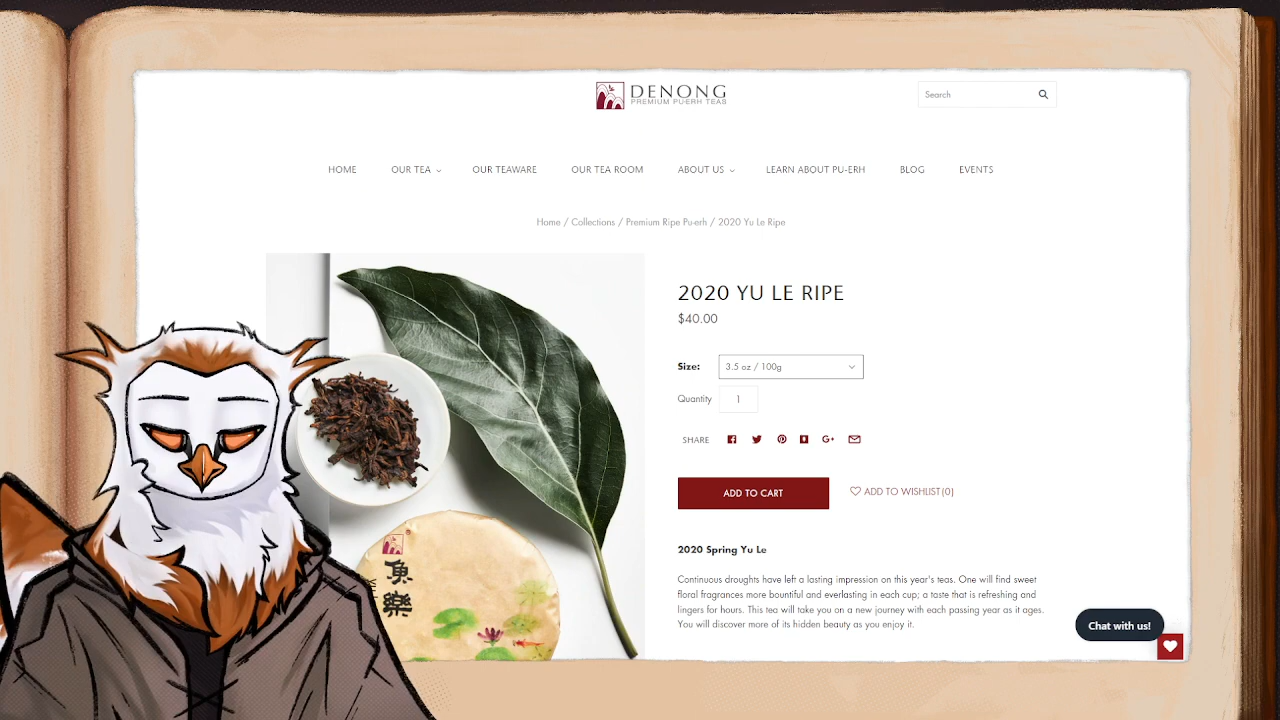 DENONG
PREMIUM PU-ERH TEAS
Search
HOME OUR TEA OUR TEAWARE OUR TEA ROOM ABOUT US LEARN ABOUT PU-ERH BLOG EVENTS
Home / Collections / Premium Ripe Pu-erh / 2020 Yu Le Ripe
2020 YU LE RIPE
$40.00
Size: 3.5 oz / 100g
Quantity 1
SHARE
ADD TO CART ADD TO WISHLIST(0)
2020 Spring Yu Le
Continuous droughts have left a lasting impression on this year's teas. One will find sweet
floral fragrances more bountiful and everlasting in each cup; a taste that is refreshing and
lingers for hours. This tea will take you on a new journey with each passing year as it ages.
You will discover more of its hidden beauty as you enjoy it.
Chat with us!
魚樂